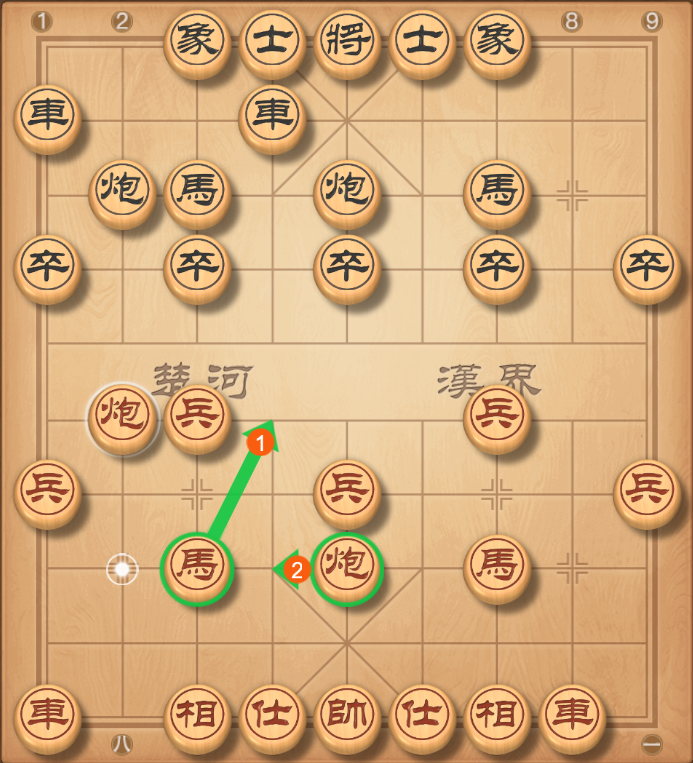 1 2 8 9
象 士 將 士 象
車 車
炮 馬 炮 馬
卒 卒 卒 卒 卒
楚河 漢界
炮 兵 兵
1
兵 兵 兵
馬 2 炮 馬
車 相 仕 帥 仕 相 車
八 一